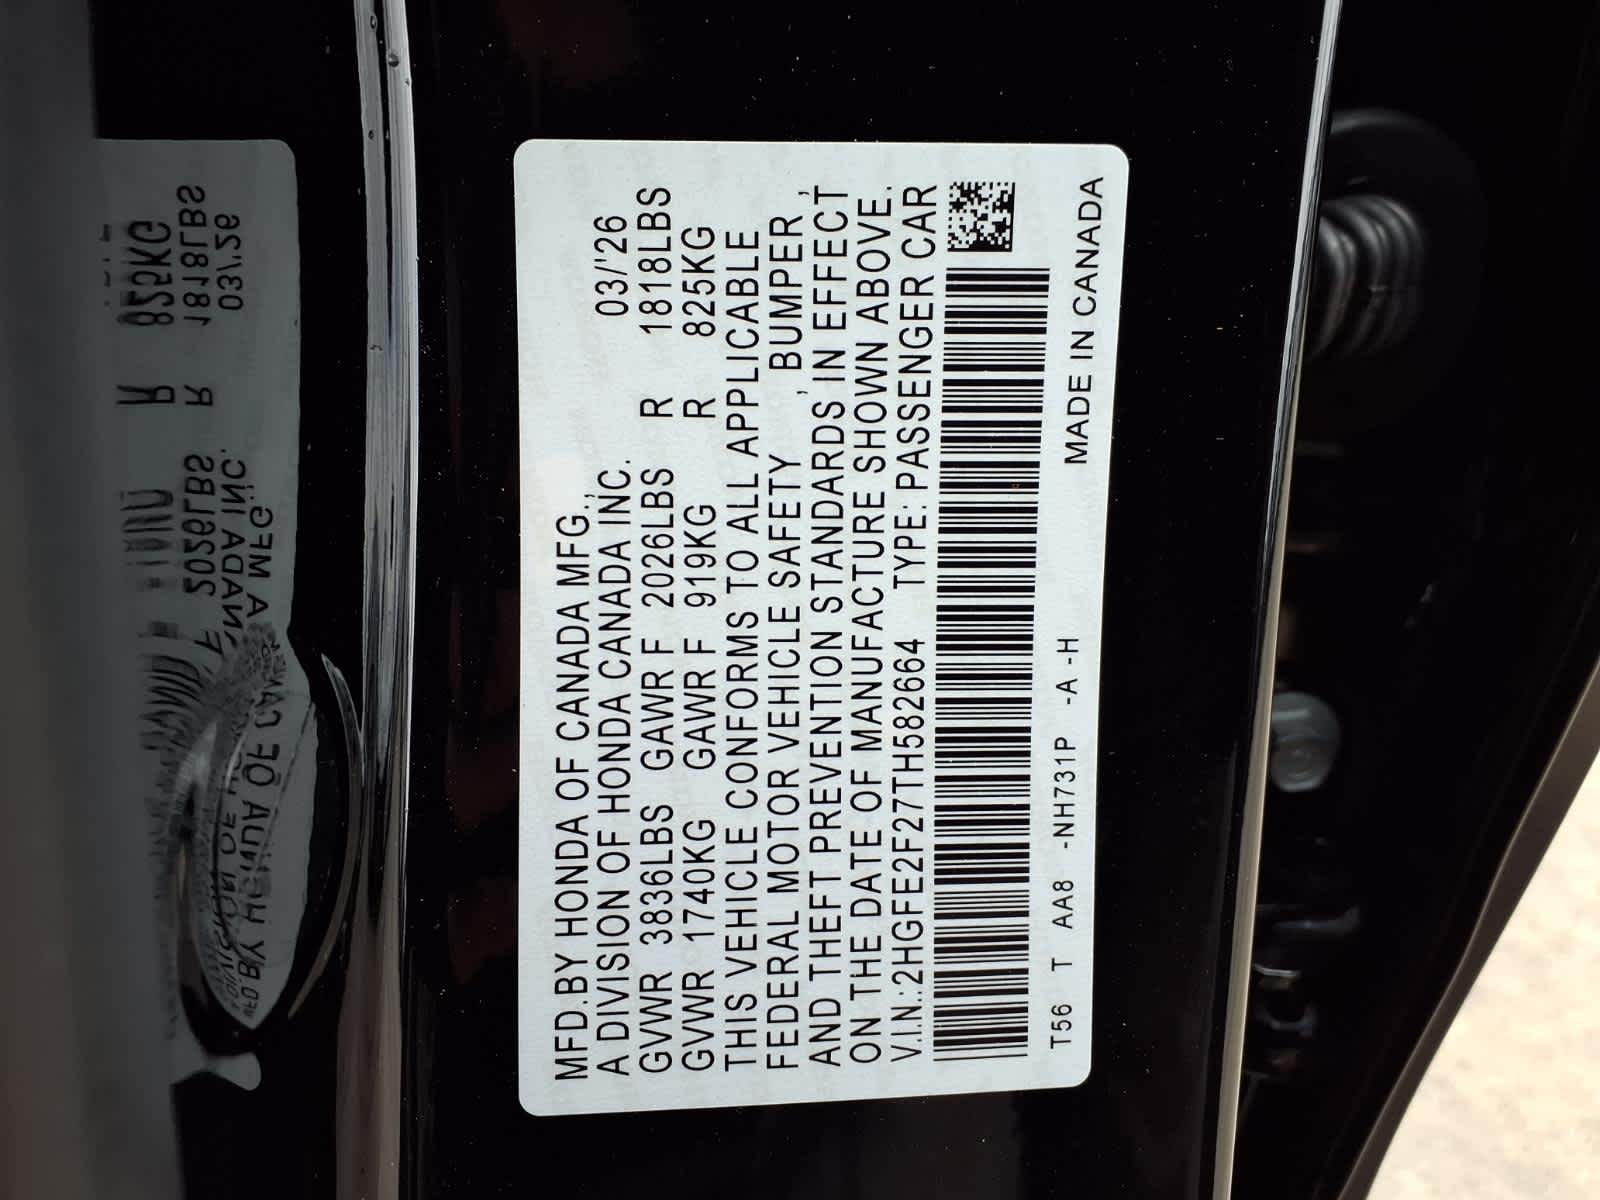 MFD.BY HONDA OF CANADA MFG.,
A DIVISION OF HONDA CANADA INC. 03/'26
GVWR 3836LBS GAWR F 2026LBS R 1818LBS
GVWR 1740KG GAWR F 919KG R 825KG
THIS VEHICLE CONFORMS TO ALL APPLICABLE
FEDERAL MOTOR VEHICLE SAFETY , BUMPER ,
AND THEFT PREVENTION STANDARDS IN EFFECT
ON THE DATE OF MANUFACTURE SHOWN ABOVE.
V.I.N.:2HGFE2F27TH582664 TYPE: PASSENGER CAR
T56 T AA8 -NH731P -A -H MADE IN CANADA